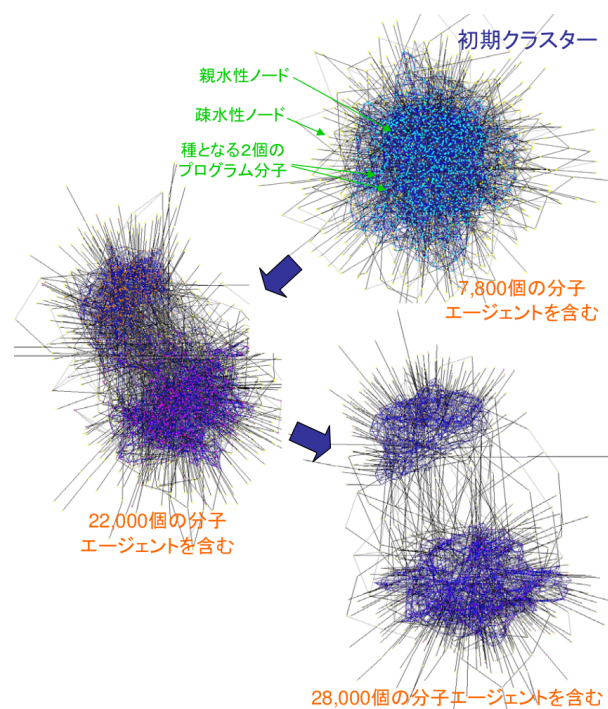 初期クラスター
親水性ノード
疎水性ノード
種となる2個の
プログラム分子
7,800個の分子
エージェントを含む
22,000個の分子
エージェントを含む
28,000個の分子エージェントを含む